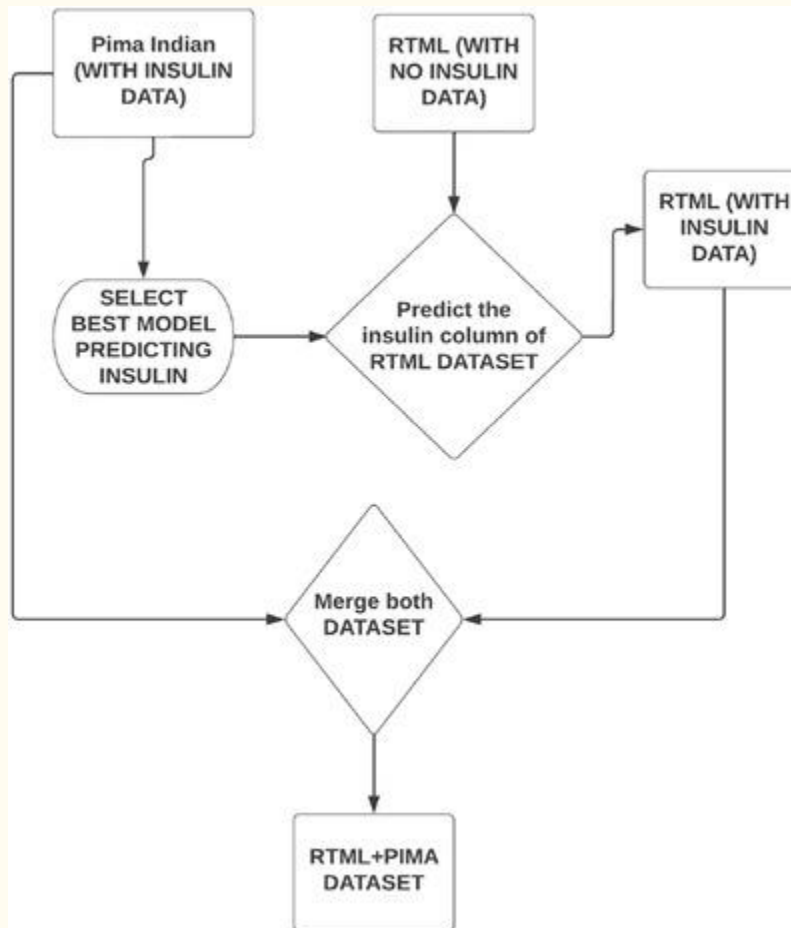 Pima Indian
(WITH INSULIN
DATA)
RTML (WITH
NO INSULIN
DATA)
RTML (WITH
INSULIN
DATA)
SELECT
BEST MODEL
PREDICTING
INSULIN
Predict the
insulin column of
RTML DATASET
Merge both
DATASET
RTML+PIMA
DATASET